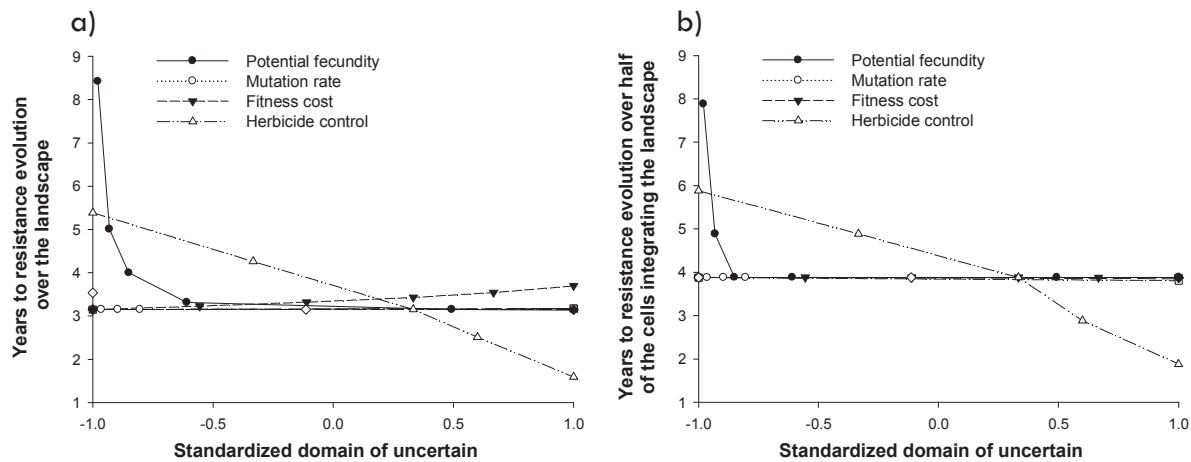 a)
Years to resistance evolution
over the landscape
9
8
7
6
5
4
3
2
1
Potential fecundity
Mutation rate
Fitness cost
Herbicide control
-1.0 -0.5 0.0 0.5 1.0
Standardized domain of uncertain
b)
Years to resistance evolution over half
of the cells integrating the landscape
9
8
7
6
5
4
3
2
1
Potential fecundity
Mutation rate
Fitness cost
Herbicide control
-1.0 -0.5 0.0 0.5 1.0
Standardized domain of uncertain